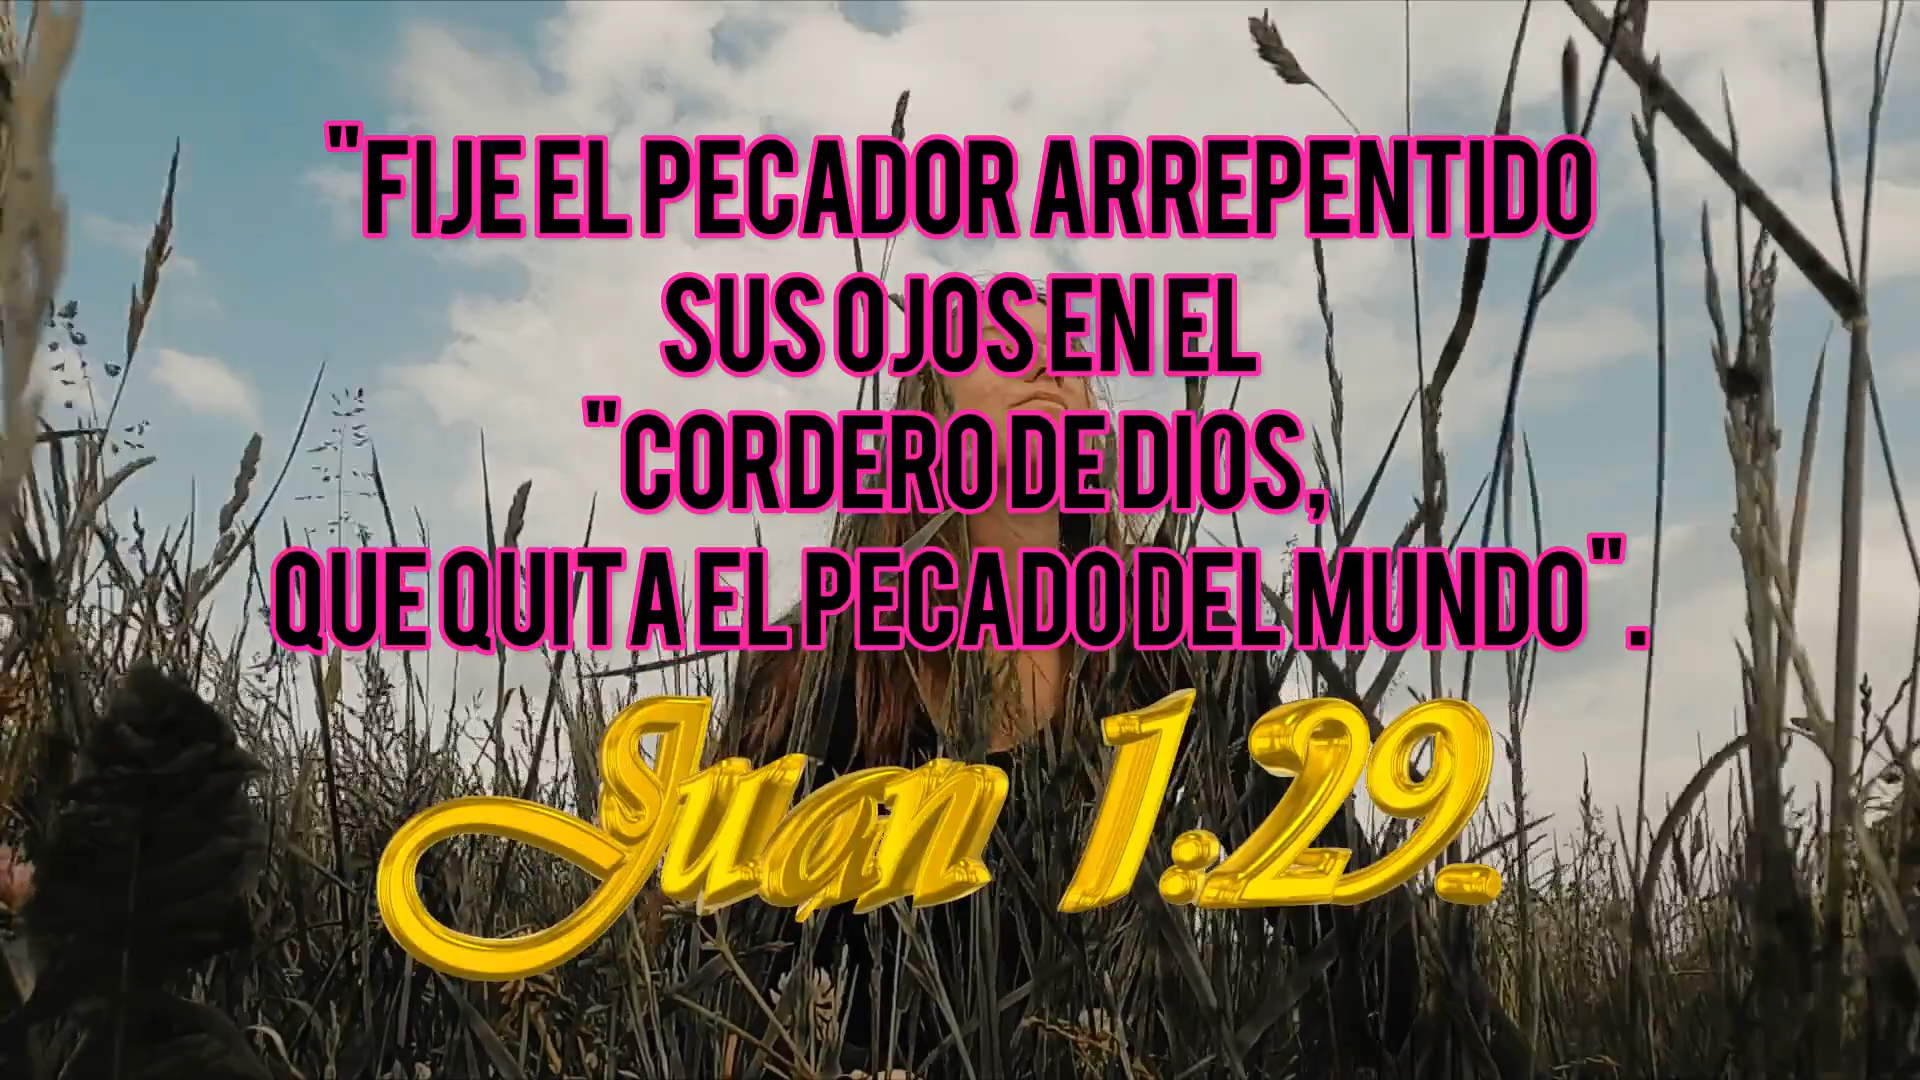 "FIJE EL PECADOR ARREPENTIDO
SUS OJOS EN EL
"CORDERO DE DIOS,
QUE QUITA EL PECADO DEL MUNDO".
Juan 1:29.